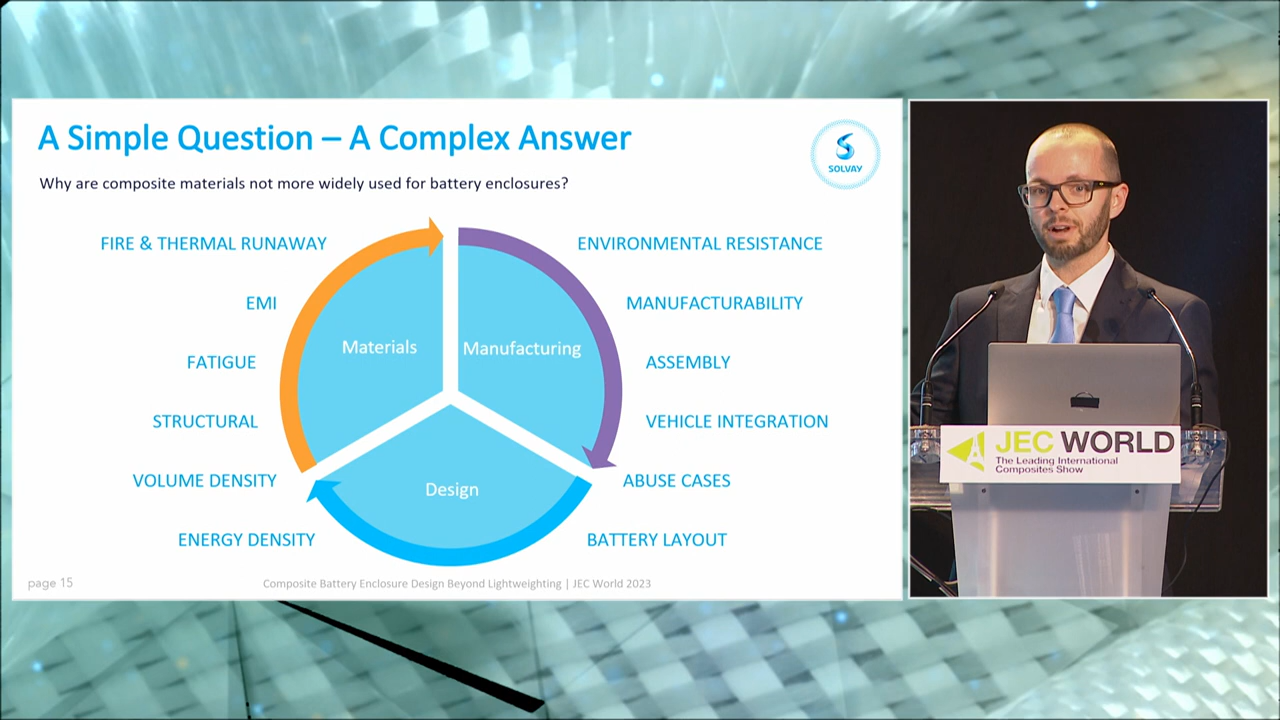 A Simple Question – A Complex Answer
SOLVAY
Why are composite materials not more widely used for battery enclosures?
FIRE & THERMAL RUNAWAY
EMI
FATIGUE
STRUCTURAL
VOLUME DENSITY
ENERGY DENSITY
Materials
Manufacturing
Design
ENVIRONMENTAL RESISTANCE
MANUFACTURABILITY
ASSEMBLY
VEHICLE INTEGRATION
ABUSE CASES
BATTERY LAYOUT
page 15
Composite Battery Enclosure Design Beyond Lightweighting | JEC World 2023
JEC WORLD
The Leading International
Composites Show